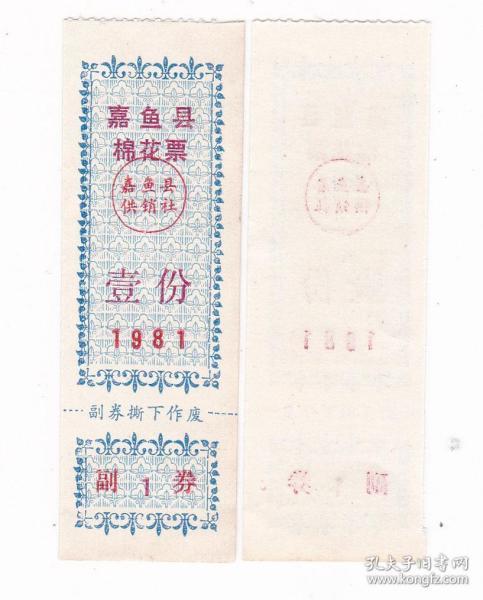 嘉鱼县
棉花票
嘉鱼县
供销社
壹份
1981
副券撕下作废
副 1 券
孔夫子旧书网
www.kongfz.com